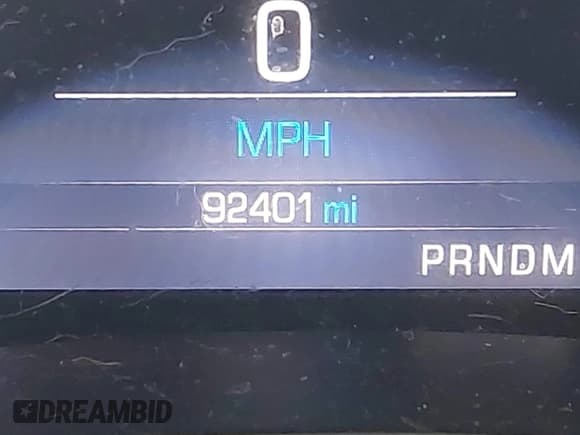 0
MPH
92401 mi
PRNDM
DREAMBID